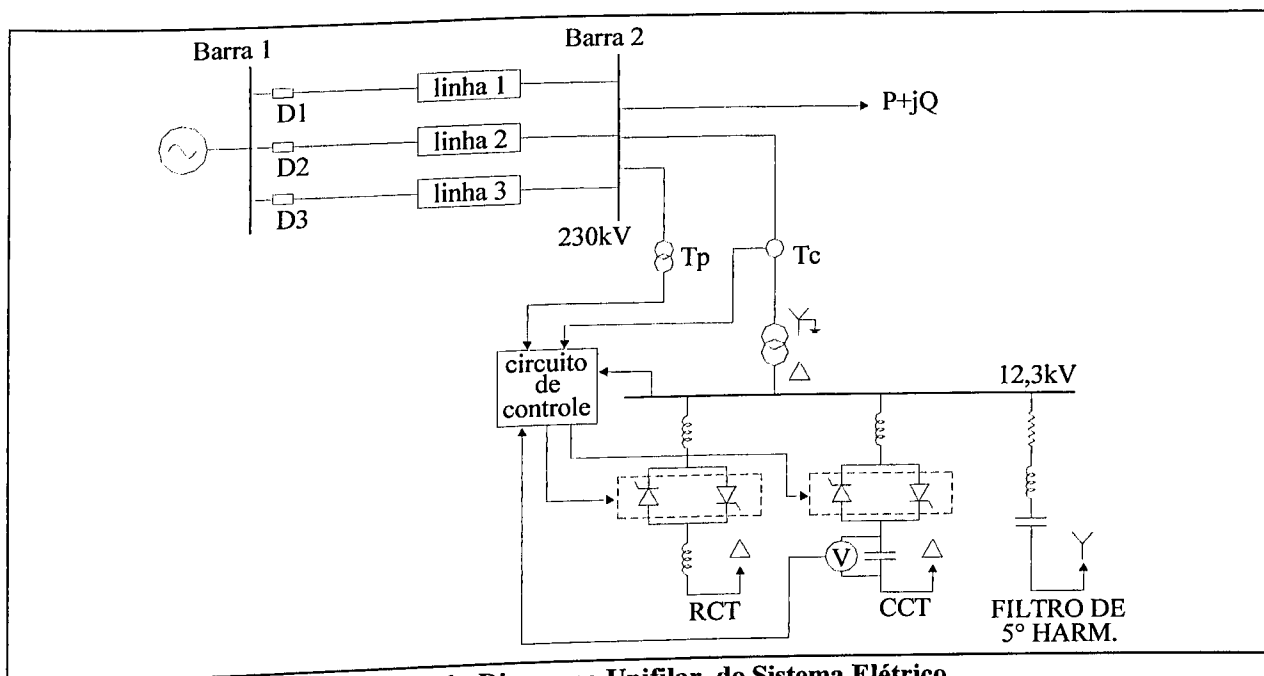 Barra 1
Barra 2
linha 1
D1
P+jQ
linha 2
D2
linha 3
D3
230kV
Tp
Tc
circuito
de
controle
12,3kV
V
RCT
CCT
FILTRO DE
5° HARM.
Diagrama Unifilar do Sistema Elétrico